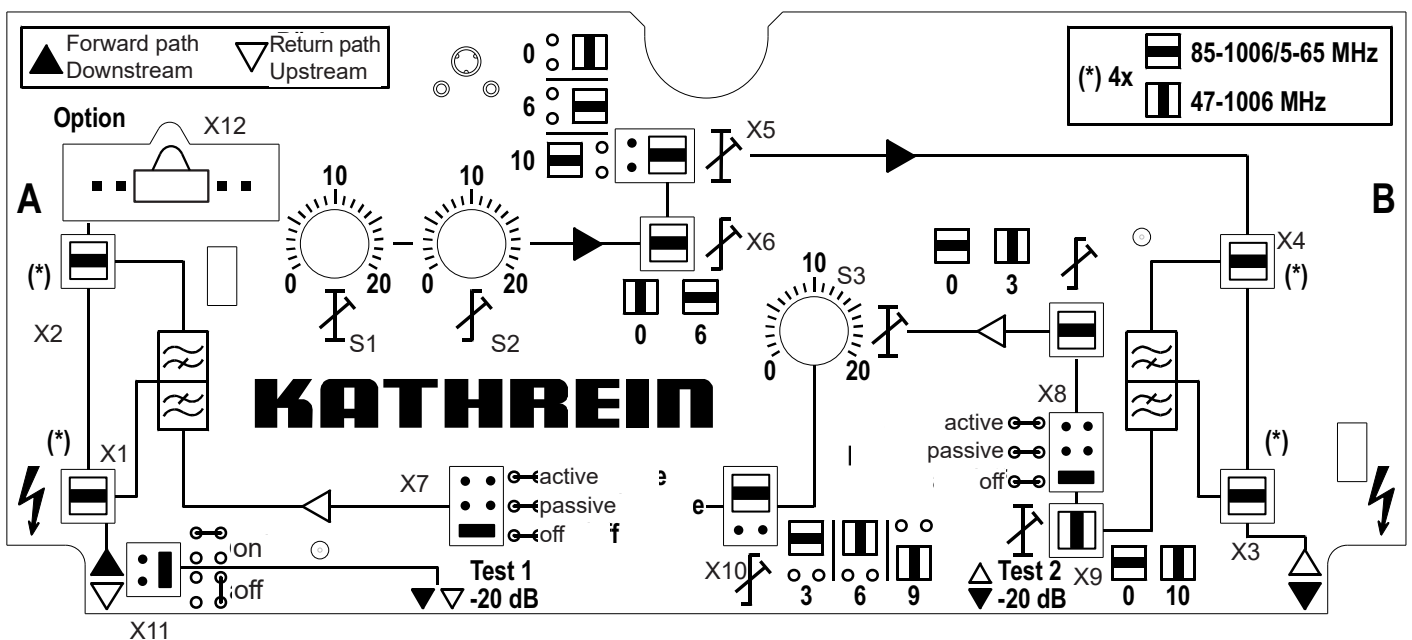 Forward path
Downstream
Return path
Upstream
0
6
10
(*) 4x
85-1006/5-65 MHz
47-1006 MHz
Option
X12
X5
A
B
10
0
20
S1
10
0
20
S2
X6
0
6
10
S3
0
20
0
3
X4
(*)
(*)
X2
KATHREIN
(*)
X1
X7
active
passive
off
X8
active
passive
off
(*)
X3
on
off
X11
Test 1
-20 dB
X10
3
6
9
Test 2
-20 dB
X9
0
10